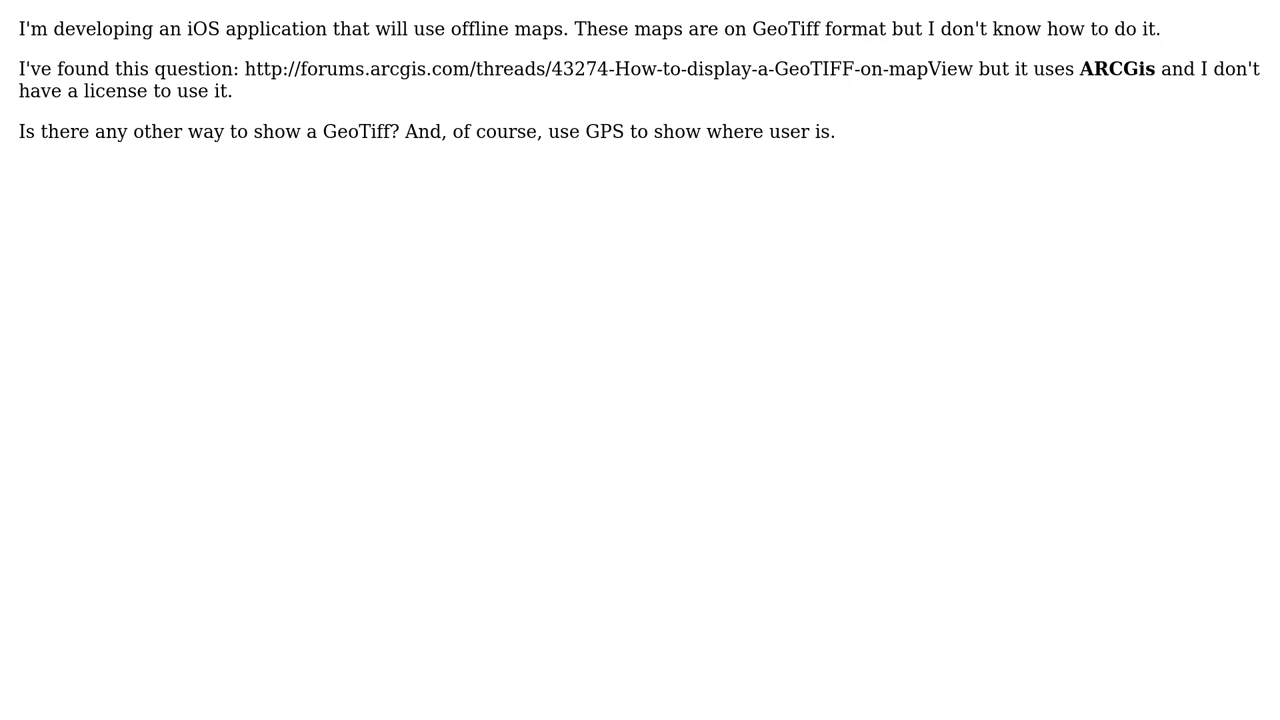 I'm developing an iOS application that will use offline maps. These maps are on GeoTiff format but I don't know how to do it.
I've found this question: http://forums.arcgis.com/threads/43274-How-to-display-a-GeoTIFF-on-mapView but it uses ARCGis and I don't
have a license to use it.
Is there any other way to show a GeoTiff? And, of course, use GPS to show where user is.